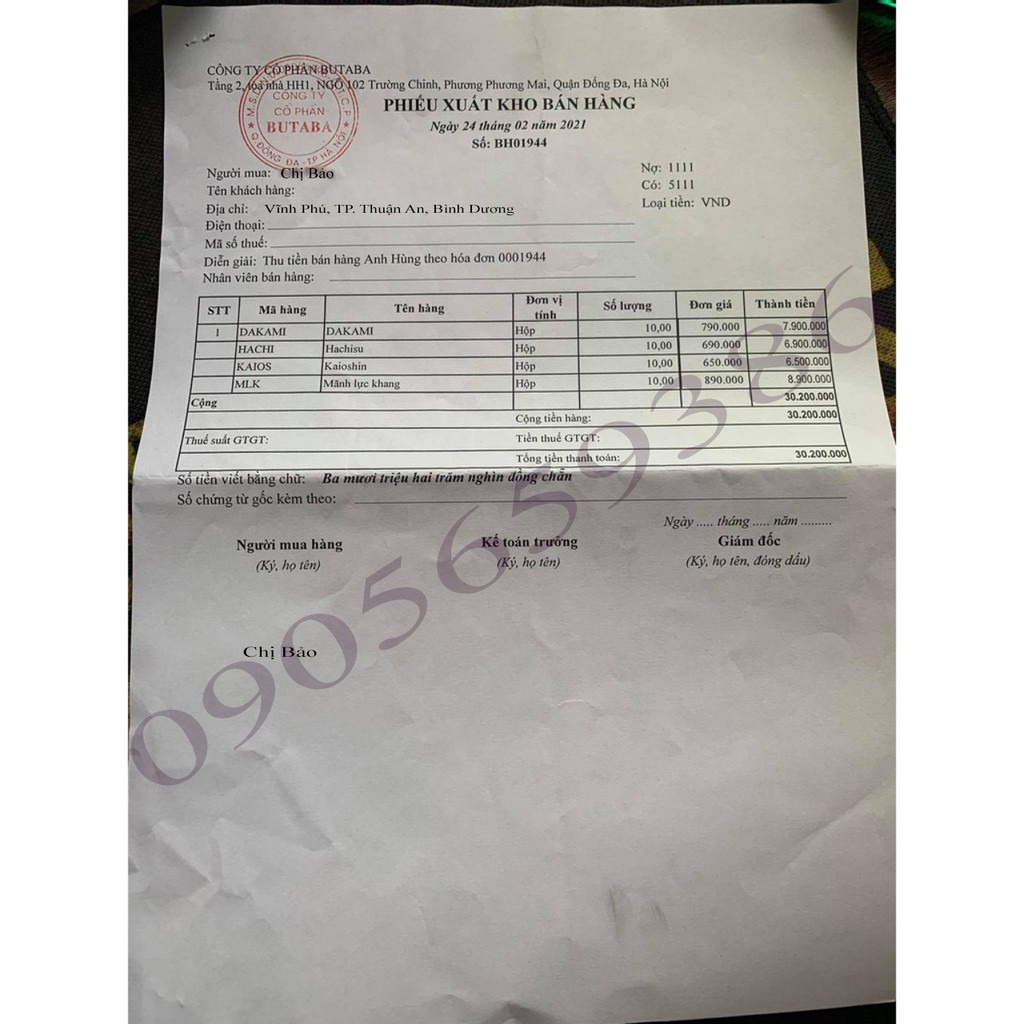 CÔNG TY CỔ PHẦN BUTABA
Tầng 2, tòa nhà HH1, NGÕ 102 Trường Chinh, Phương Phương Mai, Quận Đống Đa, Hà Nội
CÔNG TY
CỔ PHẦN
BUTABA
Q.ĐỐNG ĐA - TP HÀ NỘI
PHIẾU XUẤT KHO BÁN HÀNG
Ngày 24 tháng 02 năm 2021
Số: BH01944
Người mua: Chị Bảo
Nợ: 1111
Tên khách hàng:
Có: 5111
Địa chỉ: Vĩnh Phú, TP. Thuận An, Bình Dương
Loại tiền: VND
Điện thoại:
Mã số thuế:
Diễn giải: Thu tiền bán hàng Anh Hùng theo hóa đơn 0001944
Nhân viên bán hàng:
STT Mã hàng Tên hàng Đơn vị tính Số lượng Đơn giá Thành tiền
1 DAKAMI DAKAMI Hộp 10,00 790.000 7.900.000
HACHI Hachisu Hộp 10,00 690.000 6.900.000
KAIOS Kaioshin Hộp 10,00 650.000 6.500.000
MLK Mãnh lực khang Hộp 10,00 890.000 8.900.000
Cộng 30.200.000
Cộng tiền hàng: 30.200.000
Thuế suất GTGT: Tiền thuế GTGT:
Tổng tiền thanh toán: 30.200.000
Số tiền viết bằng chữ: Ba mươi triệu hai trăm nghìn đồng chẵn
Số chứng từ gốc kèm theo:
Ngày ..... tháng ..... năm .........
Người mua hàng Kế toán trưởng Giám đốc
(Ký, họ tên) (Ký, họ tên) (Ký, họ tên, đóng dấu)
Chị Bảo
0905659386